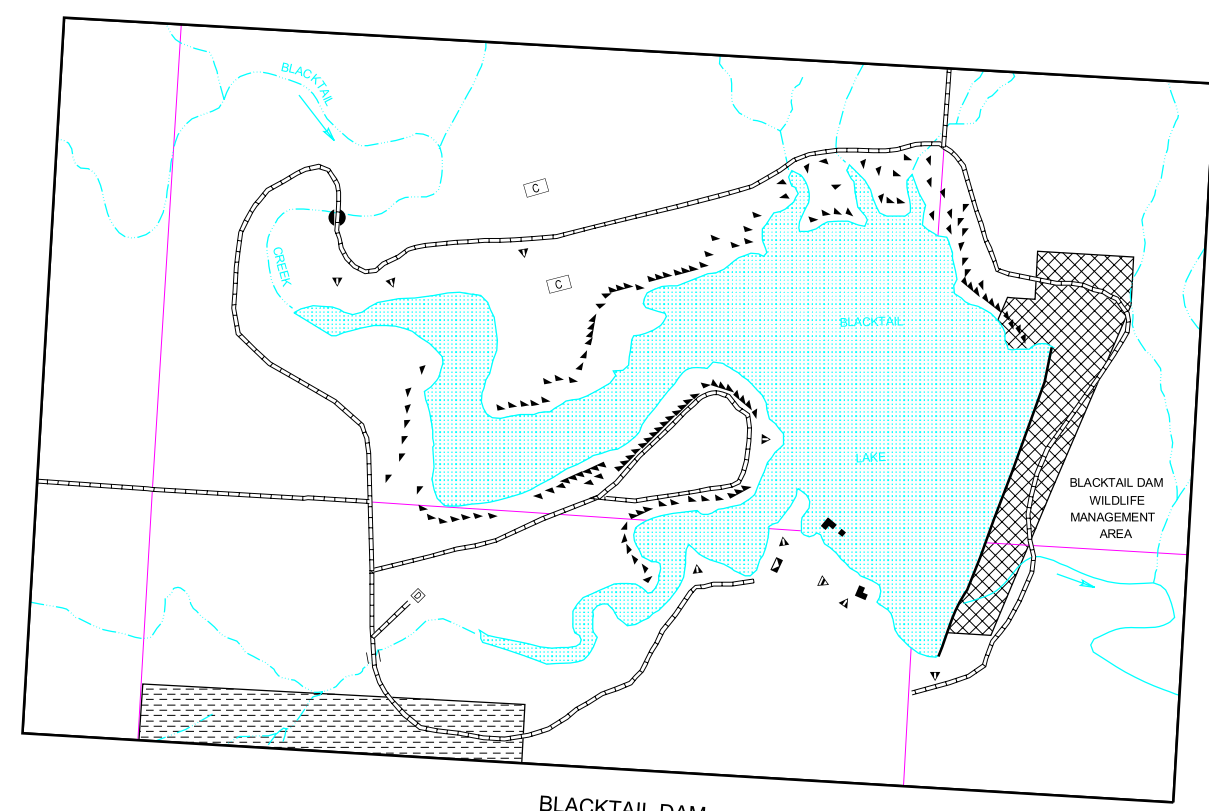 BLACKTAIL
C
CREEK
C
BLACKTAIL
LAKE
BLACKTAIL DAM
WILDLIFE
MANAGEMENT
AREA
BLACKTAIL DAM